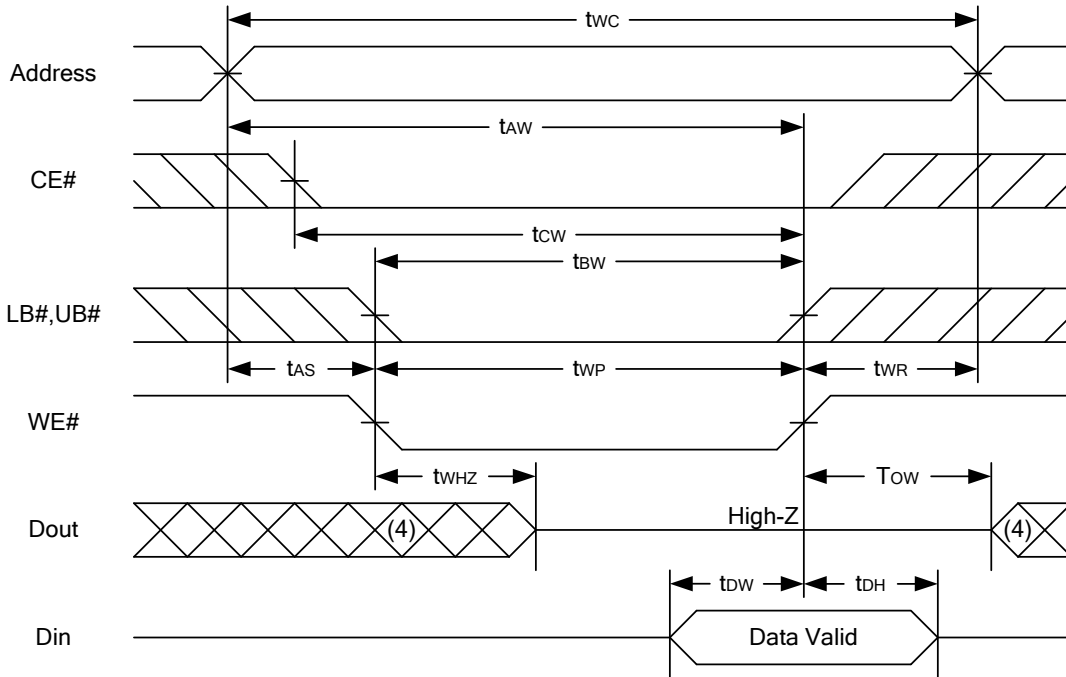 tWC
Address
tAW
CE#
tCW
tBW
LB#,UB#
tAS
tWP
tWR
WE#
tWHZ
TOW
Dout
(4)
High-Z
(4)
tDW
tDH
Din
Data Valid